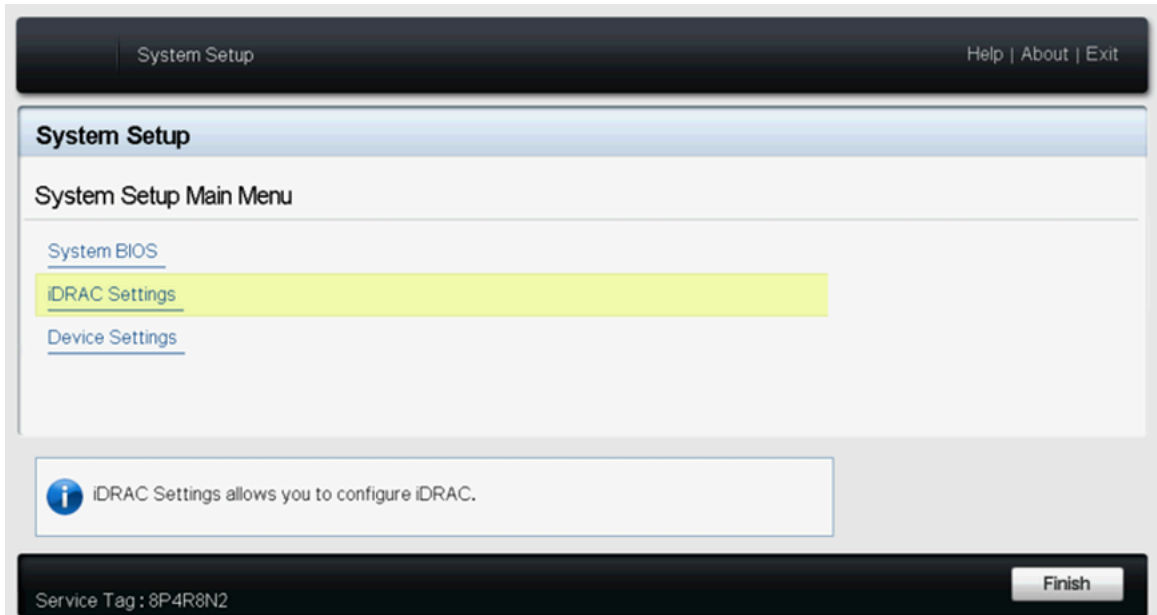 System Setup
Help | About | Exit
System Setup
System Setup Main Menu
System BIOS
iDRAC Settings
Device Settings
iDRAC Settings allows you to configure iDRAC.
Service Tag : 8P4R8N2
Finish